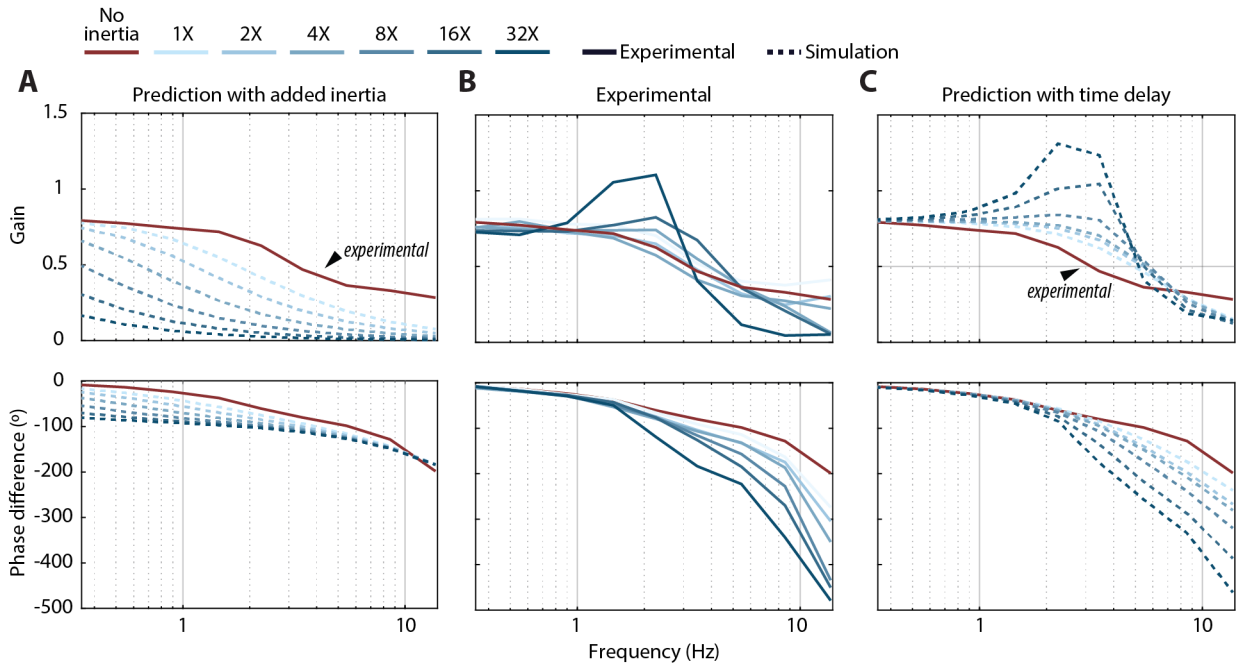 No inertia 1X 2X 4X 8X 16X 32X Experimental Simulation
A Prediction with added inertia
B Experimental
C Prediction with time delay
1.5
1
0.5
0
Gain
experimental
experimental
0
-100
-200
-300
-400
-500
Phase difference (º)
1 10
1 10
1 10
Frequency (Hz)